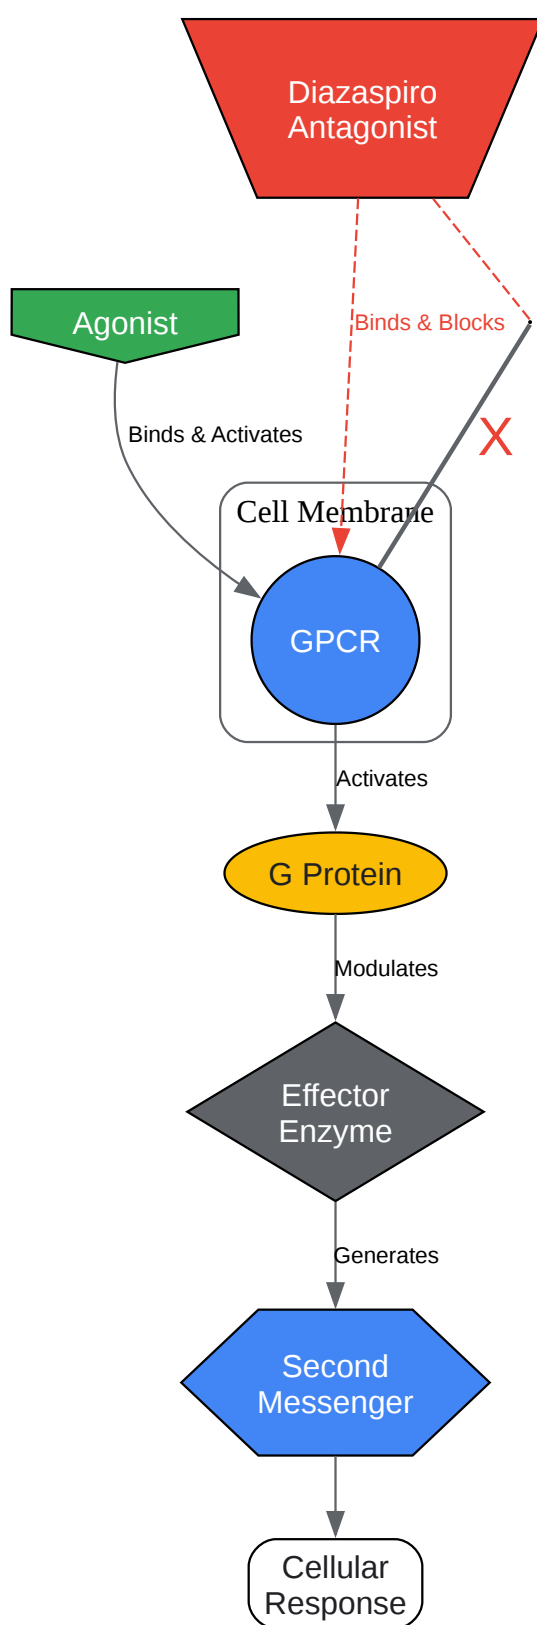 Diazaspiro
Antagonist
Agonist
Binds & Blocks
Binds & Activates
X
Cell Membrane
GPCR
Activates
G Protein
Modulates
Effector
Enzyme
Generates
Second
Messenger
Cellular
Response